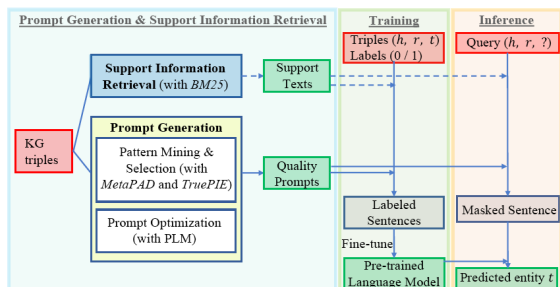 Prompt Generation & Support Information Retrieval
Training
Inference
Triples (h, r, t)
Labels (0 / 1)
Query (h, r, ?)
Support Information
Retrieval (with BM25)
Support
Texts
KG
triples
Prompt Generation
Pattern Mining &
Selection (with
MetaPAD and TruePIE)
Quality
Prompts
Prompt Optimization
(with PLM)
Labeled
Sentences
Masked Sentence
Fine-tune
Pre-trained
Language Model
Predicted entity t